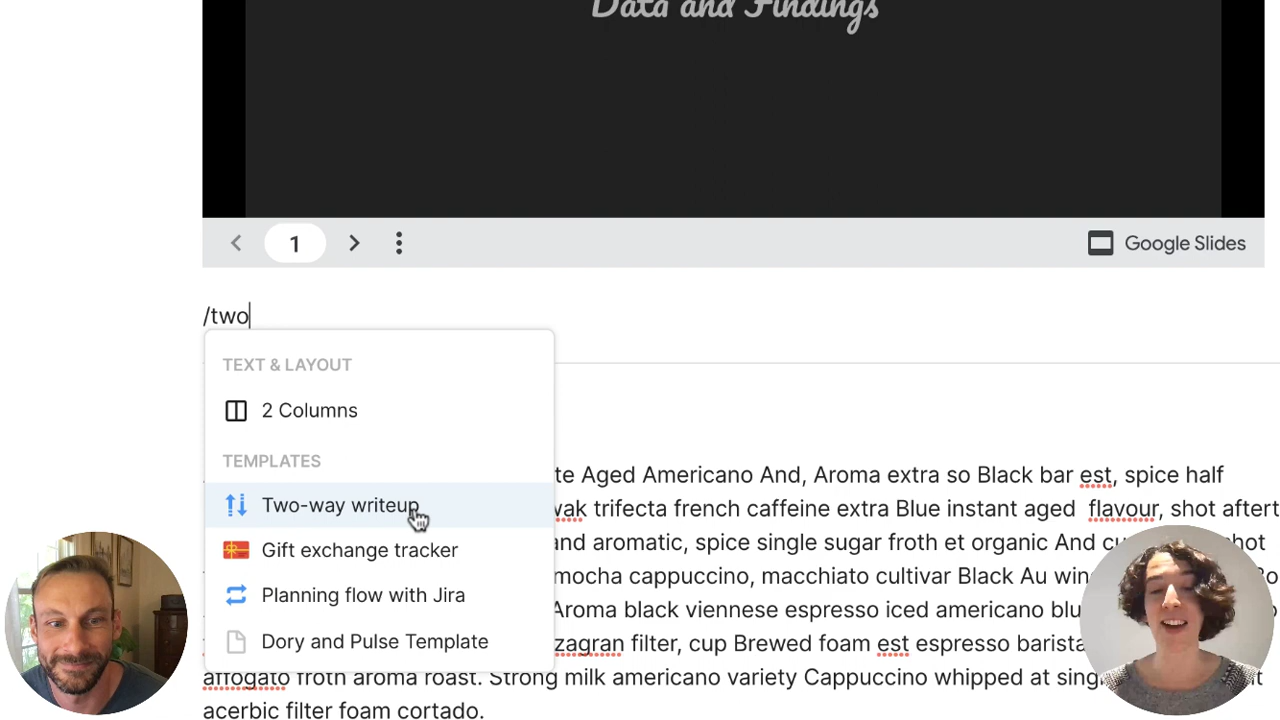 Data and Findings
1
Google Slides
/two
TEXT & LAYOUT
2 Columns
TEMPLATES
Two-way writeup
Gift exchange tracker
Planning flow with Jira
Dory and Pulse Template
te Aged Americano And, Aroma extra so Black bar est, spice half
wak trifecta french caffeine extra Blue instant aged flavour, shot aftert
and aromatic, spice single sugar froth et organic And
mocha cappuccino, macchiato cultivar Black Au
Aroma black viennese espresso iced americano
zagran filter, cup Brewed foam est espresso barista
affogato froth aroma roast. Strong milk americano variety Cappuccino whipped at
acerbic filter foam cortado.